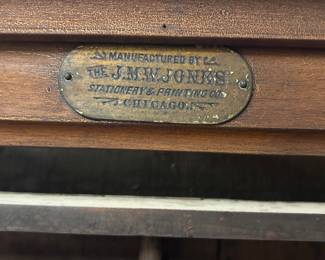 MANUFACTURED BY
THE J.M.W. JONES
STATIONERY & PRINTING CO.
CHICAGO.